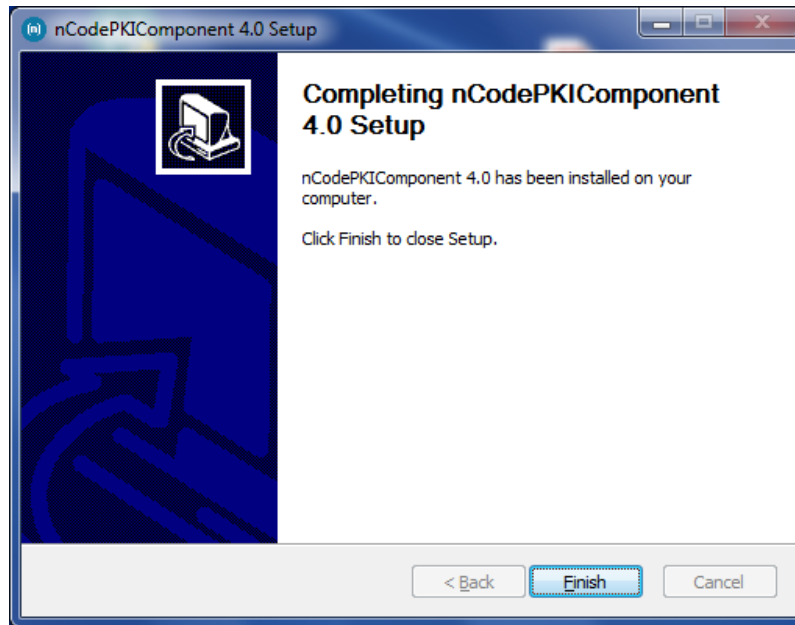 (n) nCodePKIComponent 4.0 Setup
Completing nCodePKIComponent
4.0 Setup
nCodePKIComponent 4.0 has been installed on your
computer.
Click Finish to close Setup.
< Back Finish Cancel